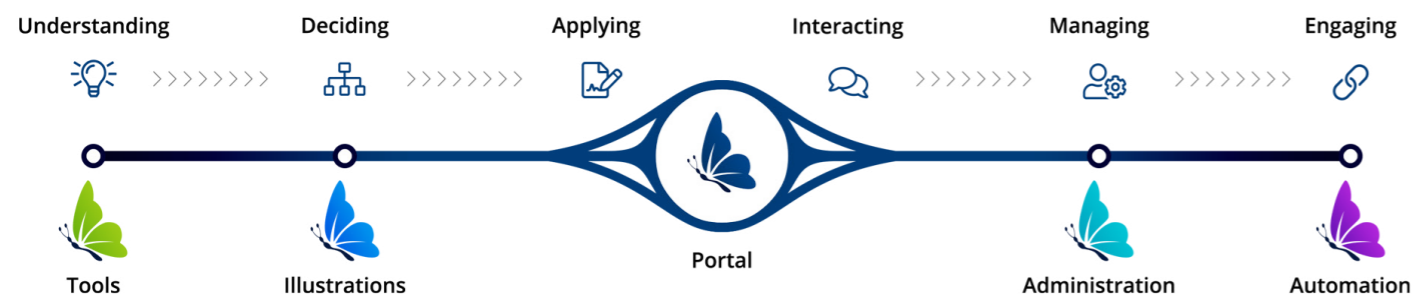 Understanding
Deciding
Applying
Interacting
Managing
Engaging
Portal
Tools
Illustrations
Administration
Automation